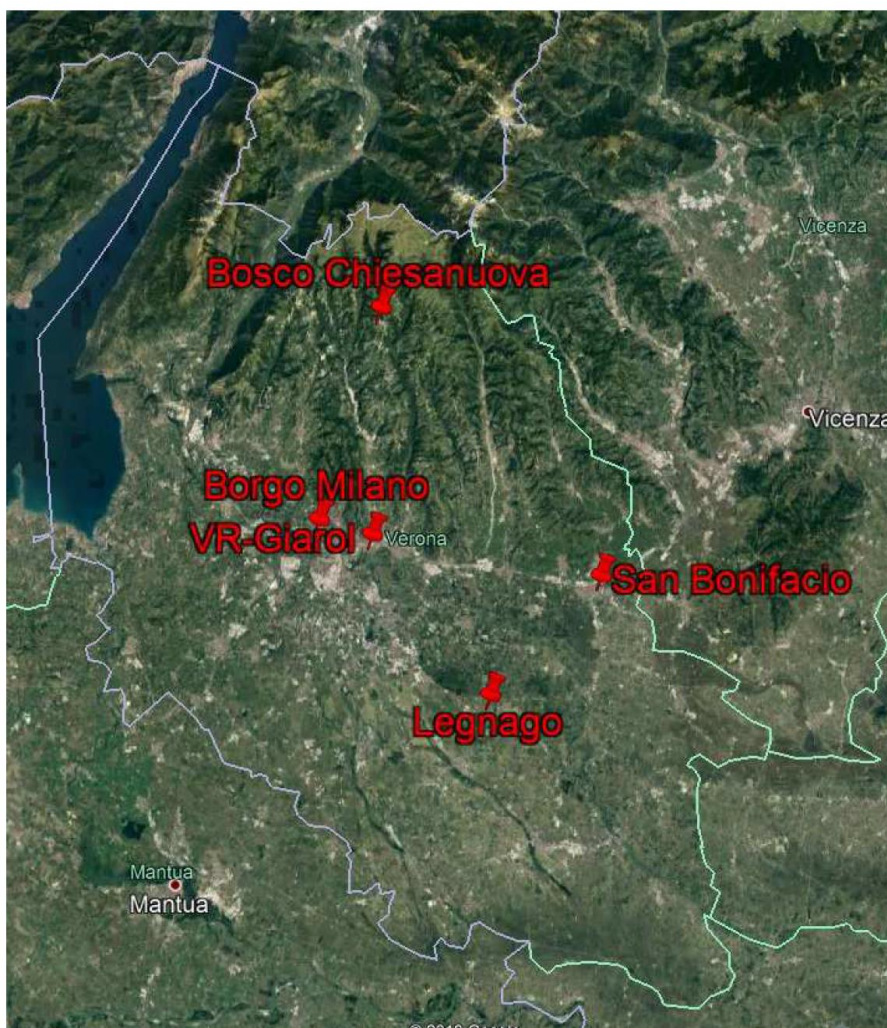 Vicenza
Bosco Chiesanuova
Vicenza
Borgo Milano
VR-Giarol
Verona
San Bonifacio
Legnago
Mantua
Mantua